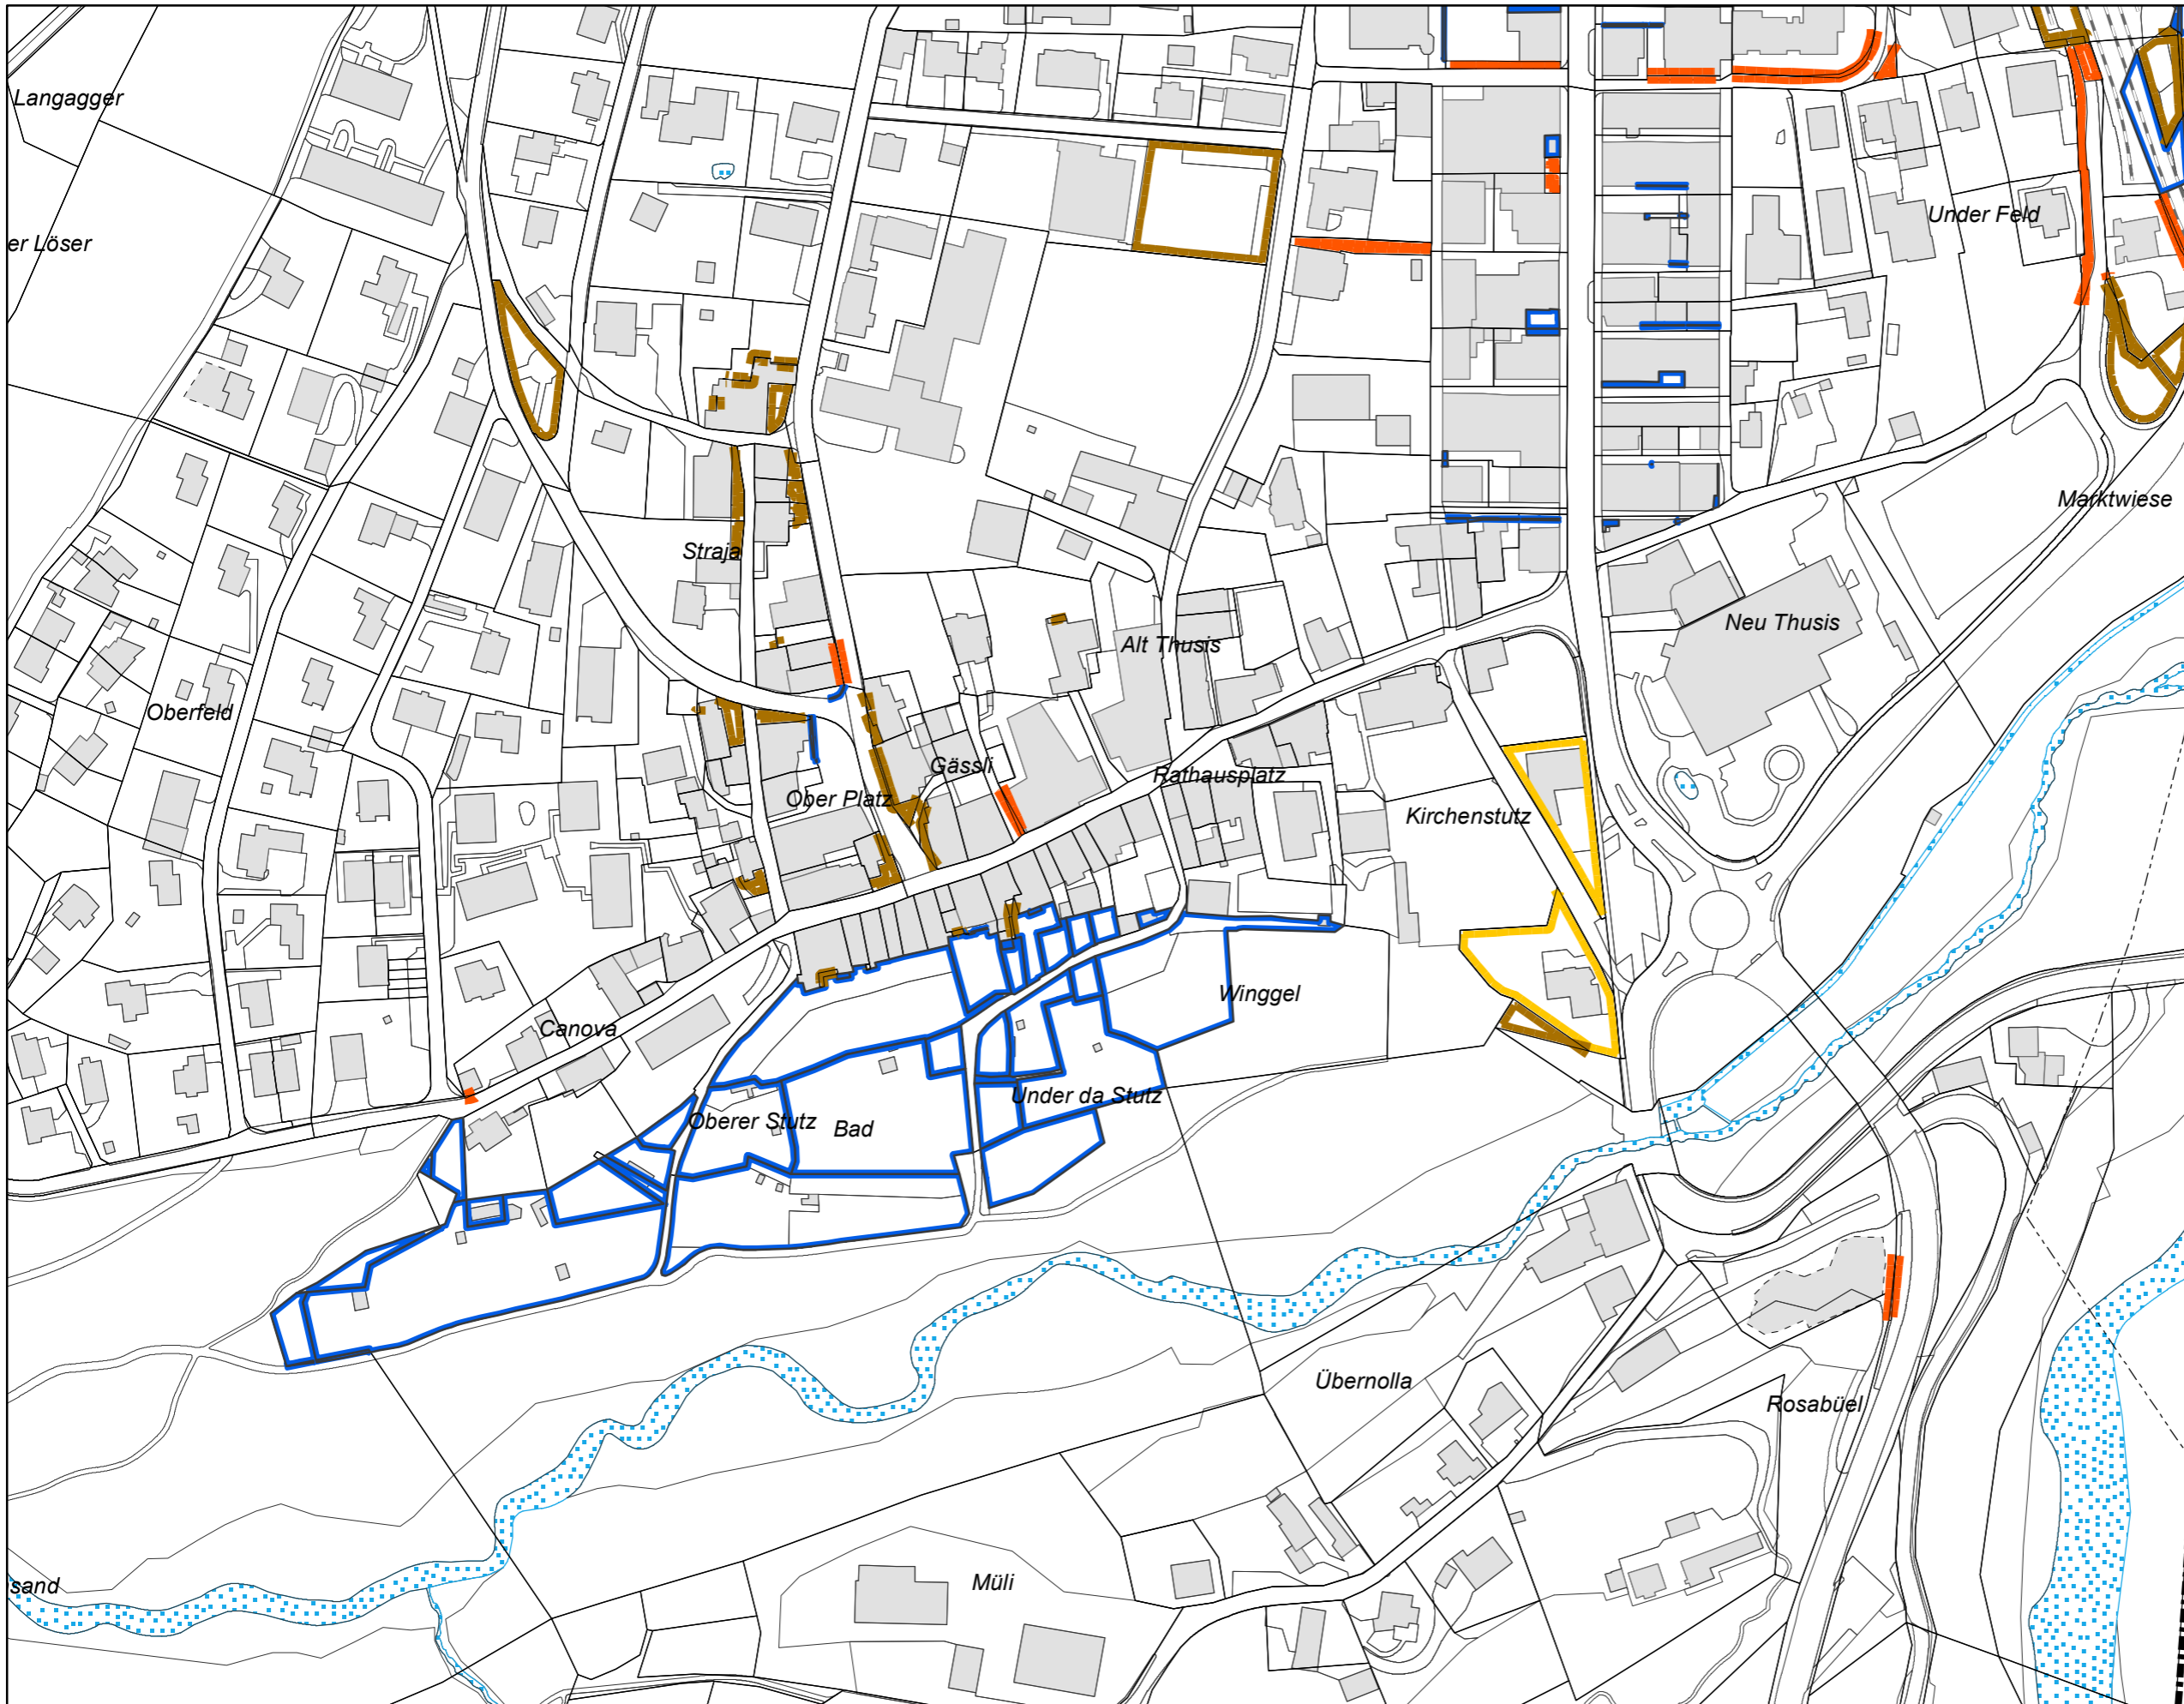 Langagger
er Löser
Under Feld
Marktwiese
Straja
Neu Thusis
Alt Thusis
Oberfeld
Gässli
Rathausplatz
Ober Platz
Kirchenstutz
Winggel
Canova
Under da Stutz
Oberer Stutz
Bad
Übernolla
Rosabüel
Müli
sand